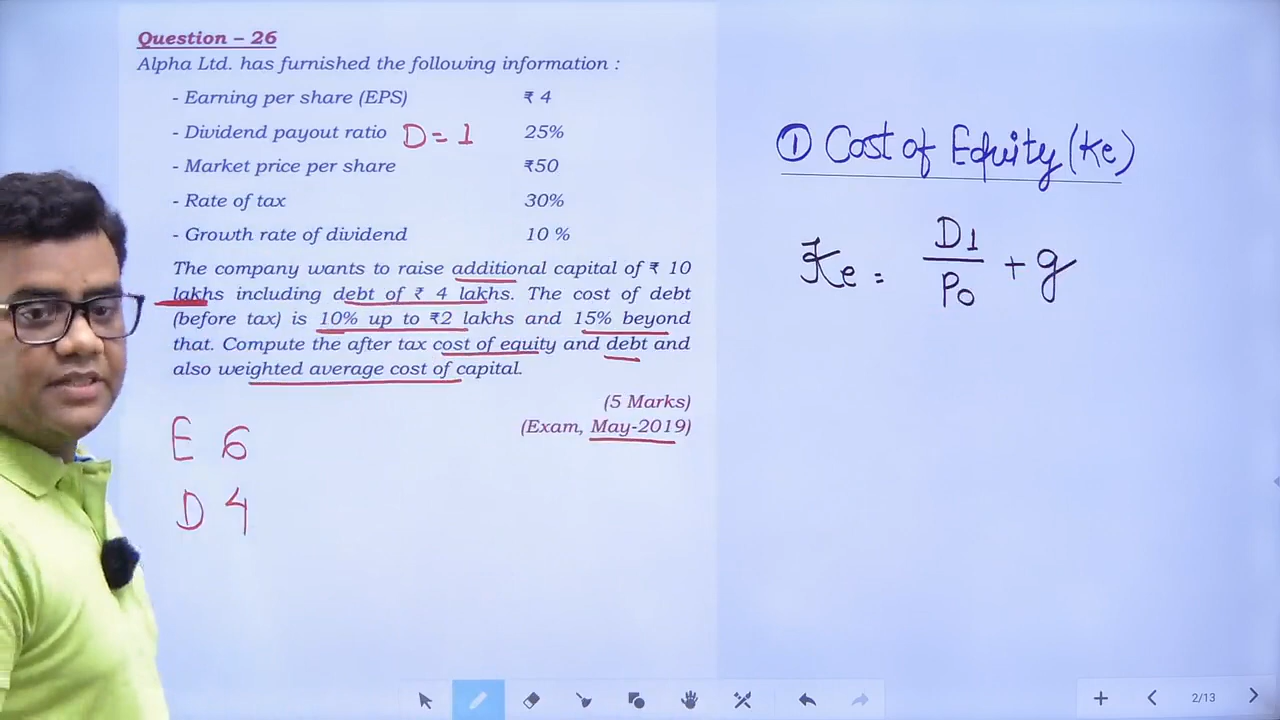 Question – 26
Alpha Ltd. has furnished the following information :
- Earning per share (EPS) ₹ 4
- Dividend payout ratio D = 1 25%
- Market price per share ₹50
- Rate of tax 30%
- Growth rate of dividend 10 %
The company wants to raise additional capital of ₹ 10
lakhs including debt of ₹ 4 lakhs. The cost of debt
(before tax) is 10% up to ₹2 lakhs and 15% beyond
that. Compute the after tax cost of equity and debt and
also weighted average cost of capital.
(5 Marks)
(Exam, May-2019)
E 6
D 4
① Cost of Equity (Ke)
Ke = D1
P0 + g
2/13